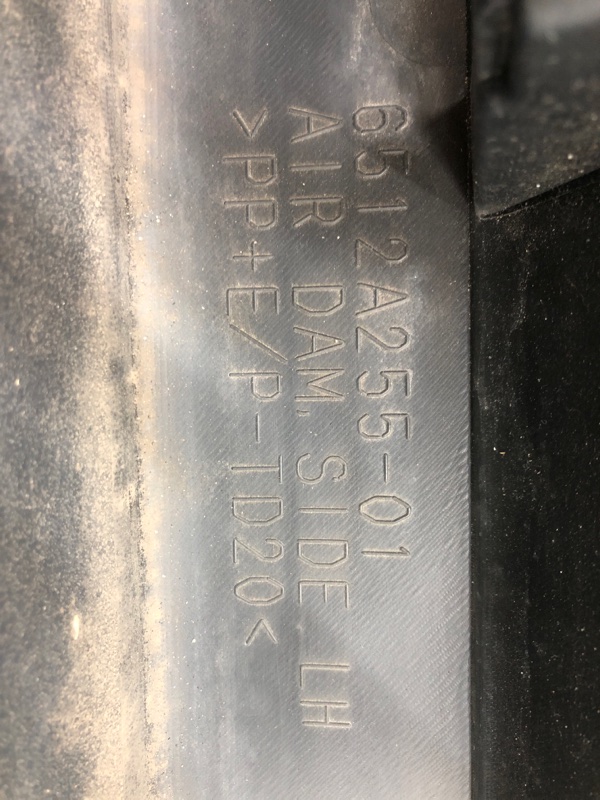 6512A255-01
AIR DAM, SIDE LH
>PP+E/P-TD20<